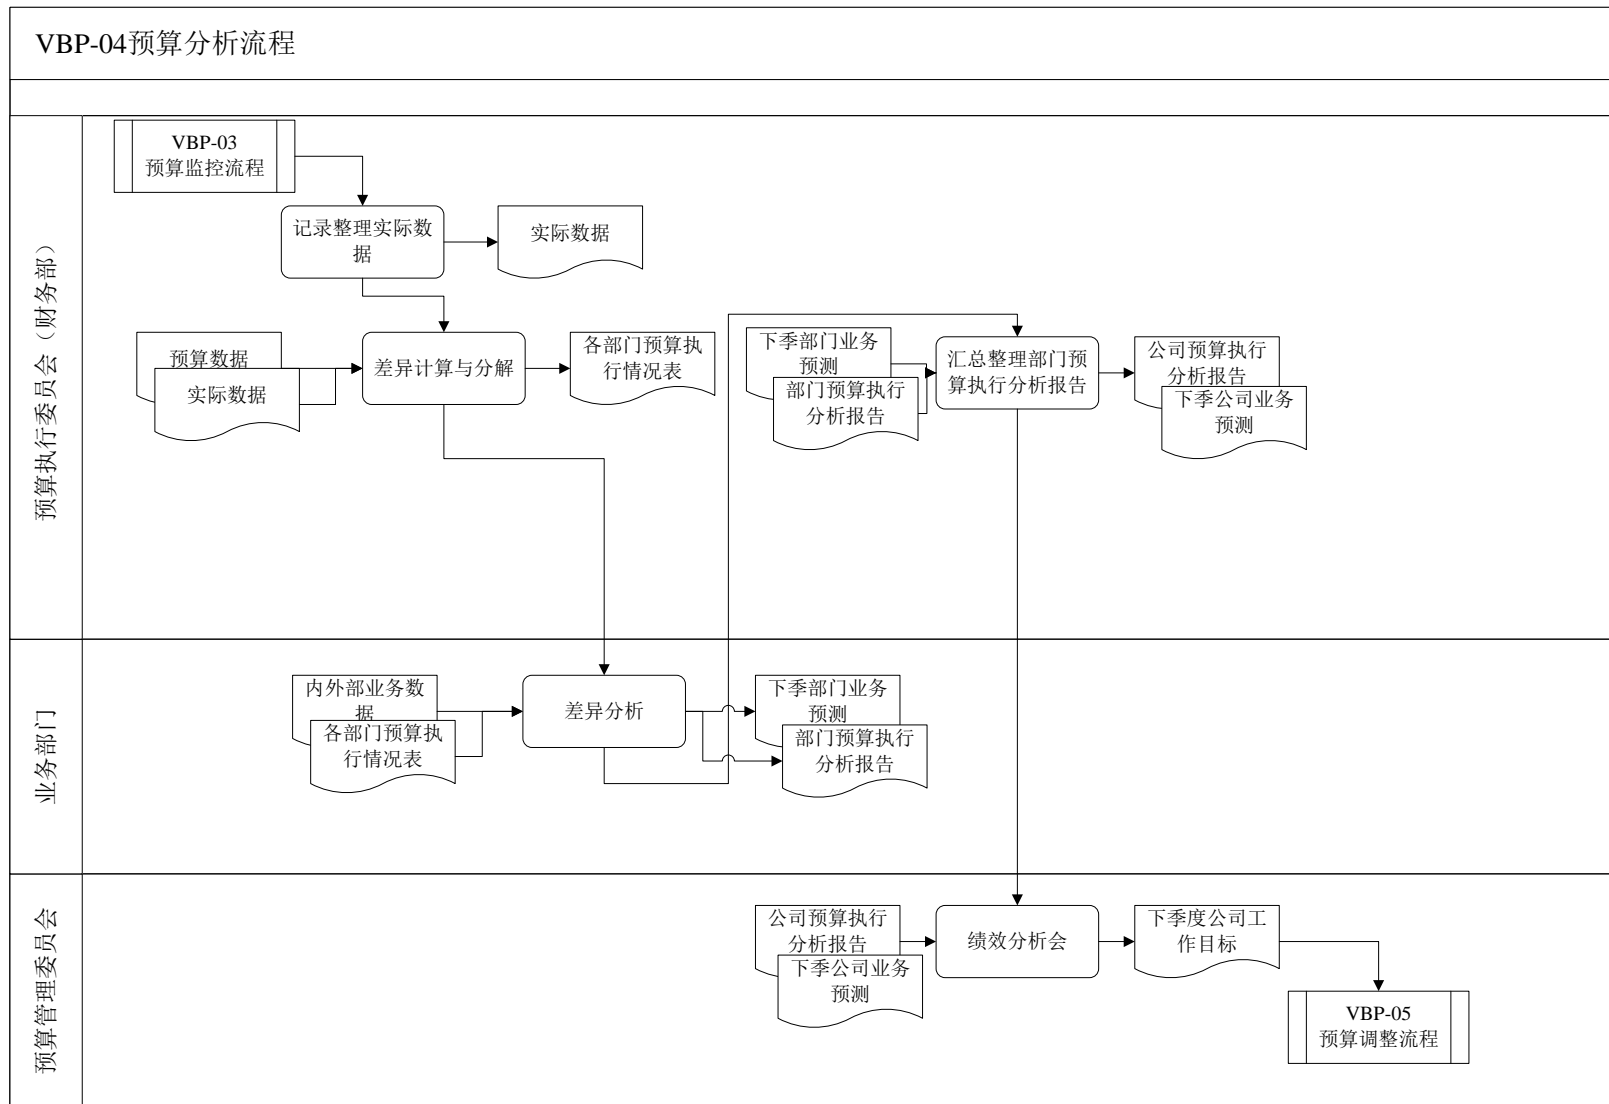 VBP-04预算分析流程
预算执行委员会（财务部）
VBP-03
预算监控流程
记录整理实际数
据
实际数据
预算数据
实际数据
差异计算与分解
各部门预算执
行情况表
下季部门业务
预测
部门预算执行
分析报告
汇总整理部门预
算执行分析报告
公司预算执行
分析报告
下季公司业务
预测
业务部门
内外部业务数
据
各部门预算执
行情况表
差异分析
下季部门业务
预测
部门预算执行
分析报告
预算管理委员会
公司预算执行
分析报告
下季公司业务
预测
绩效分析会
下季度公司工
作目标
VBP-05
预算调整流程